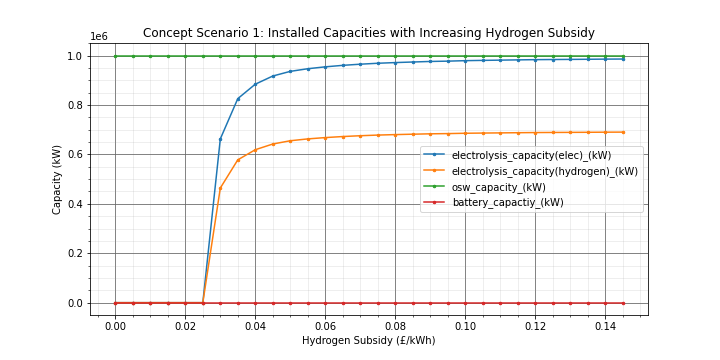 Concept Scenario 1: Installed Capacities with Increasing Hydrogen Subsidy
1e6
1.0
0.8
0.6
0.4
0.2
0.0
Capacity (kW)
electrolysis_capacity(elec)_(kW)
electrolysis_capacity(hydrogen)_(kW)
osw_capacity_(kW)
battery_capactiy_(kW)
0.00 0.02 0.04 0.06 0.08 0.10 0.12 0.14
Hydrogen Subsidy (£/kWh)